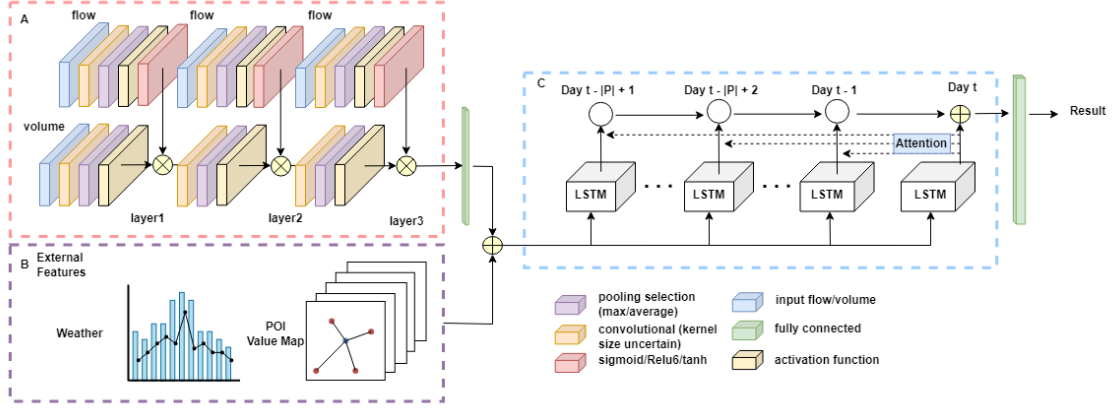 A
flow
flow
flow
volume
layer1
layer2
layer3
B
External
Features
Weather
POI
Value Map
C
Day t - |P| + 1
Day t - |P| + 2
Day t - 1
Day t
Result
Attention
LSTM
LSTM
LSTM
LSTM
pooling selection
(max/average)
input flow/volume
convolutional (kernel
size uncertain)
fully connected
sigmoid/Relu6/tanh
activation function